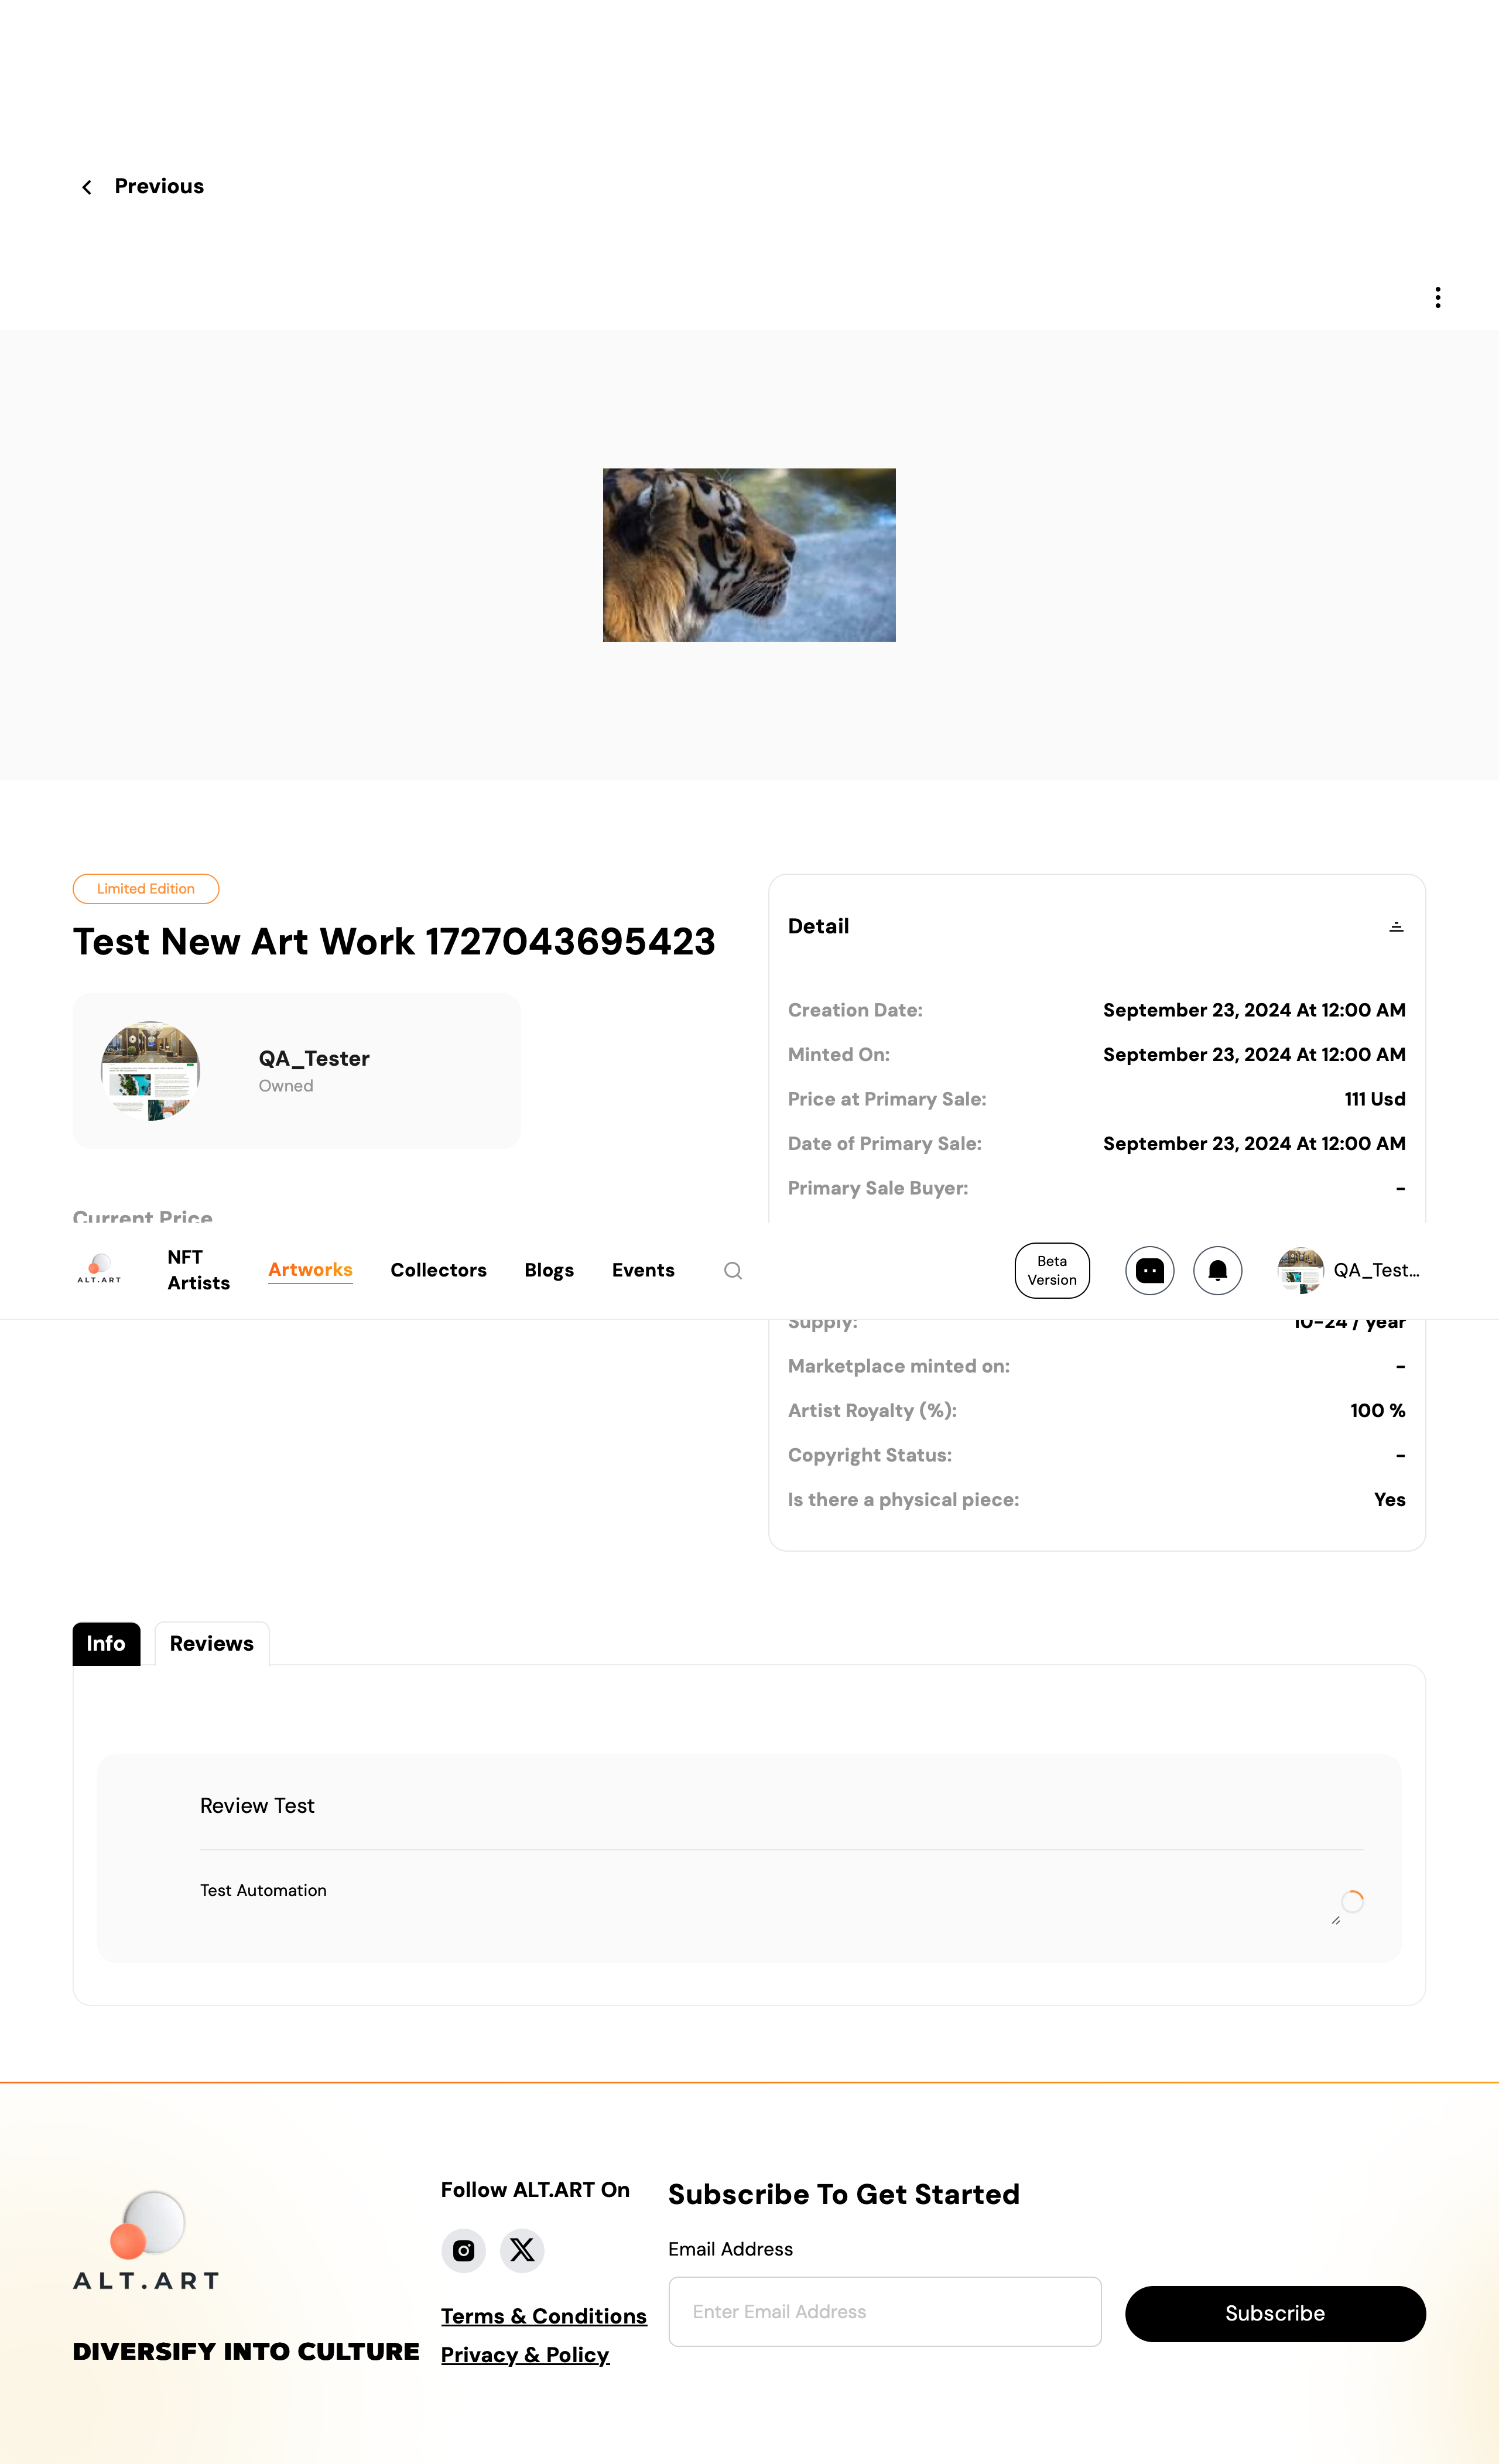 Previous
Limited Edition
Test New Art Work 1727043695423
QA_Tester
Owned
Current Price
Detail
Creation Date: September 23, 2024 At 12:00 AM
Minted On: September 23, 2024 At 12:00 AM
Price at Primary Sale: 111 Usd
Date of Primary Sale: September 23, 2024 At 12:00 AM
Primary Sale Buyer: -
ALT.ART
NFT
Artists
Artworks
Collectors
Blogs
Events
Beta
Version
QA_Test...
Supply: 10-24 / year
Marketplace minted on: -
Artist Royalty (%): 100 %
Copyright Status: -
Is there a physical piece: Yes
Info
Reviews
Review Test
Test Automation
ALT.ART
DIVERSIFY INTO CULTURE
Follow ALT.ART On
Terms & Conditions
Privacy & Policy
Subscribe To Get Started
Email Address
Enter Email Address
Subscribe